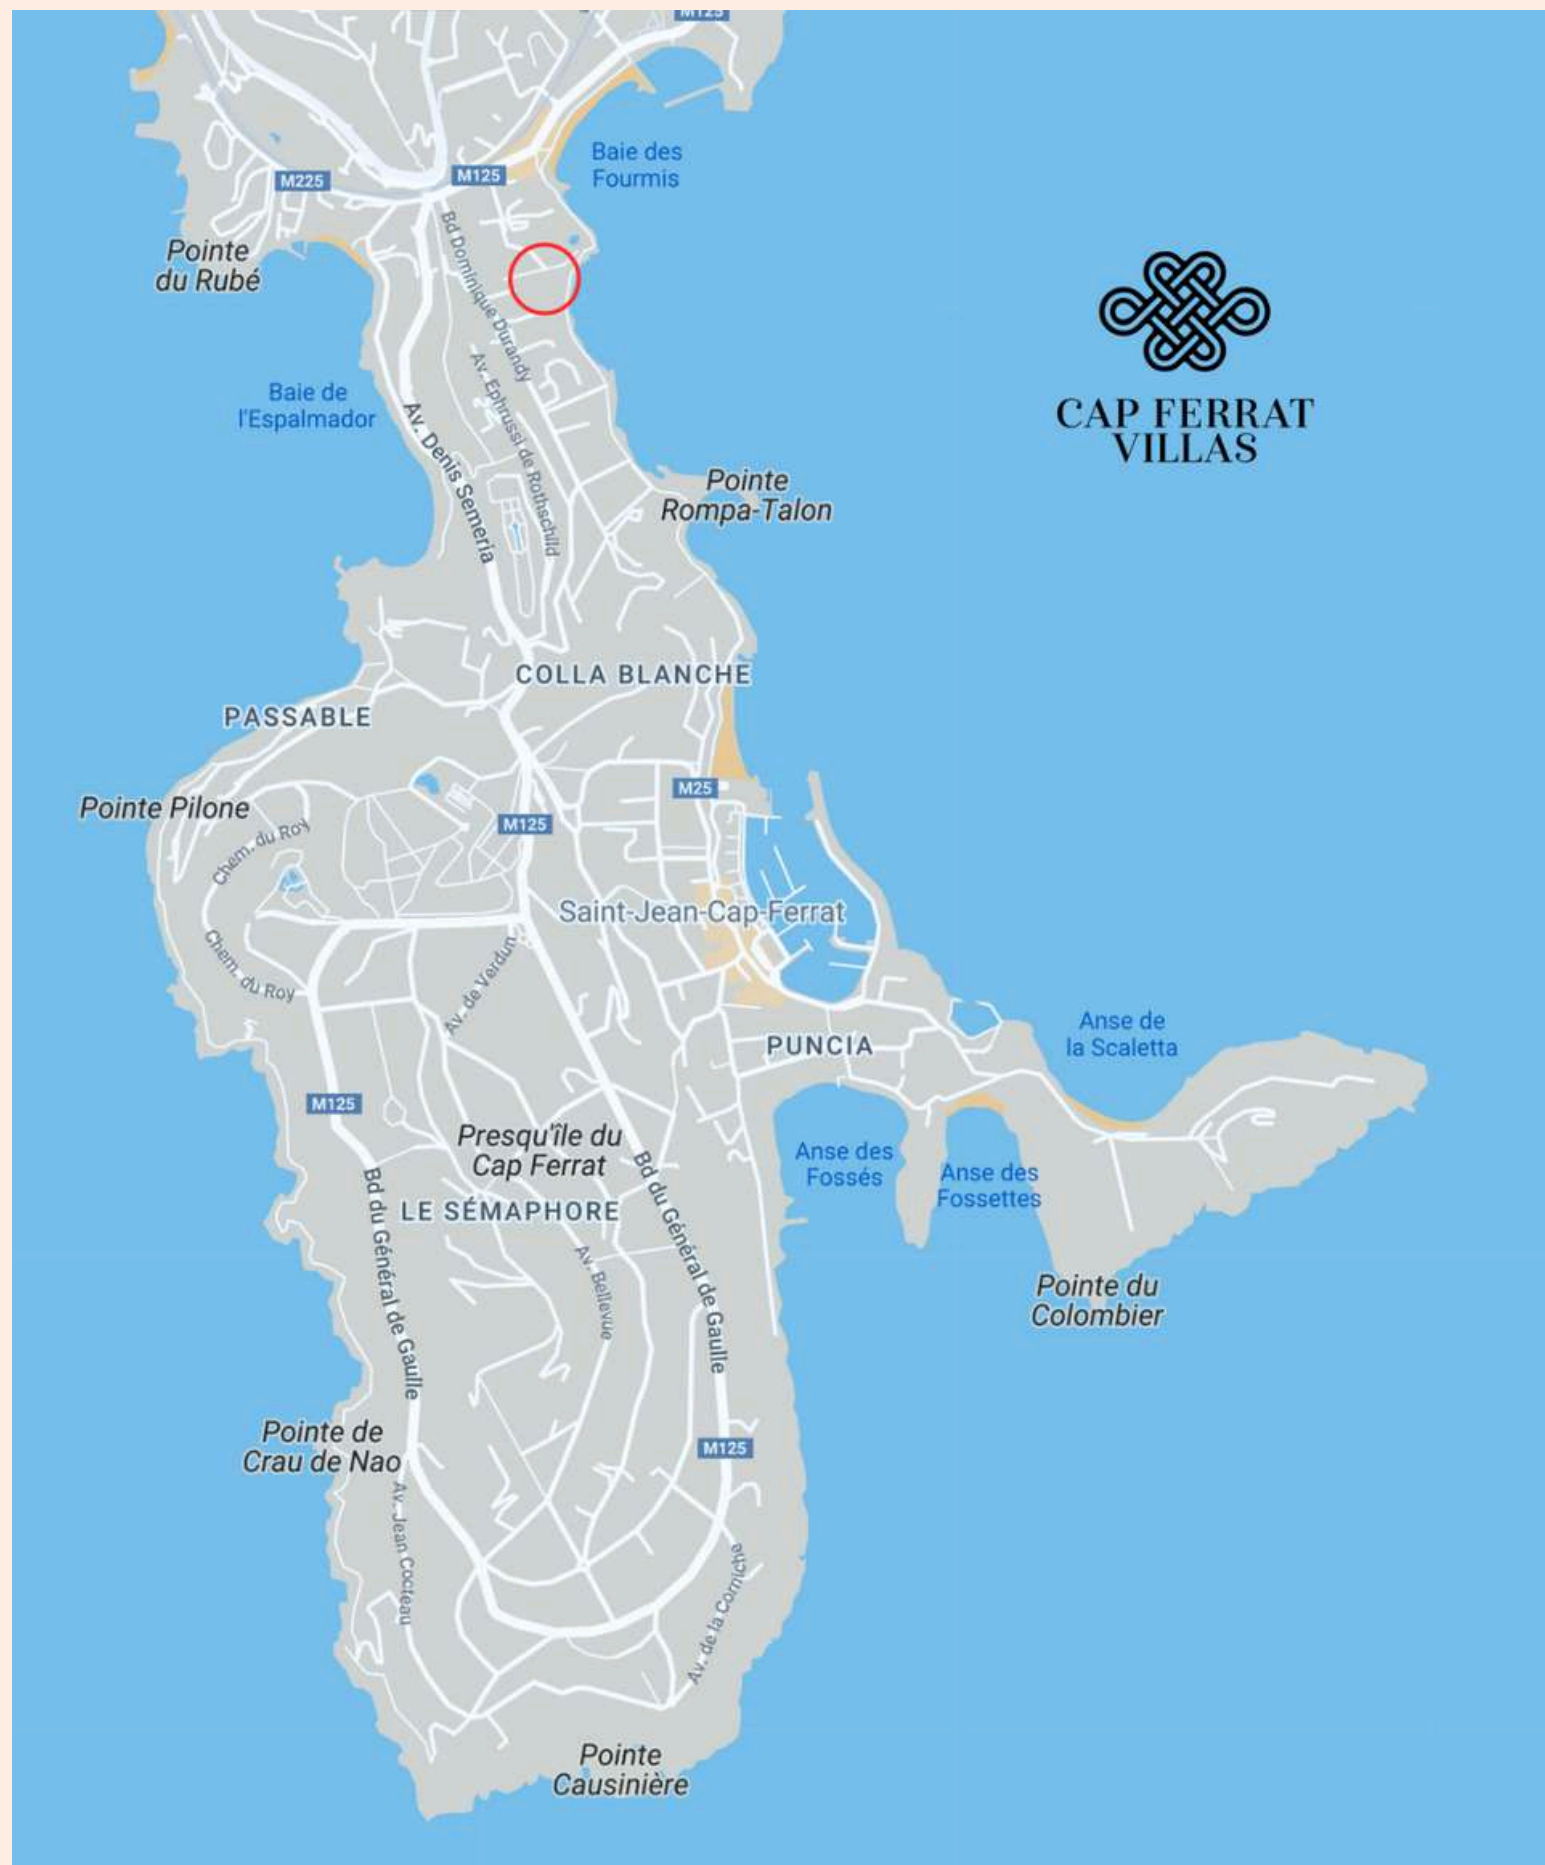 M125
Baie des
Fourmis
M225
M125
Pointe
du Rubé
Bd Dominique Durandy
CAP FERRAT
VILLAS
Baie de
l'Espalmador
Av. Ephrussi de Rothschild
Av. Denis Semeria
Pointe
Rompa-Talon
COLLA BLANCHE
PASSABLE
M25
Pointe Pilone
M125
Chem. du Roy
Saint-Jean-Cap-Ferrat
Chem. du Roy
Av. de Verdun
Anse de
la Scaletta
PUNCIA
M125
Presqu'île du
Cap Ferrat
Anse des
Fossés
Anse des
Fossettes
LE SÉMAPHORE
Bd du Général de Gaulle
Bd du Général de Gaulle
Av. Bellevue
Pointe du
Colombier
Pointe de
Crau de Nao
M125
Av. Jean Cocteau
Av. de la Corniche
Pointe
Causinière